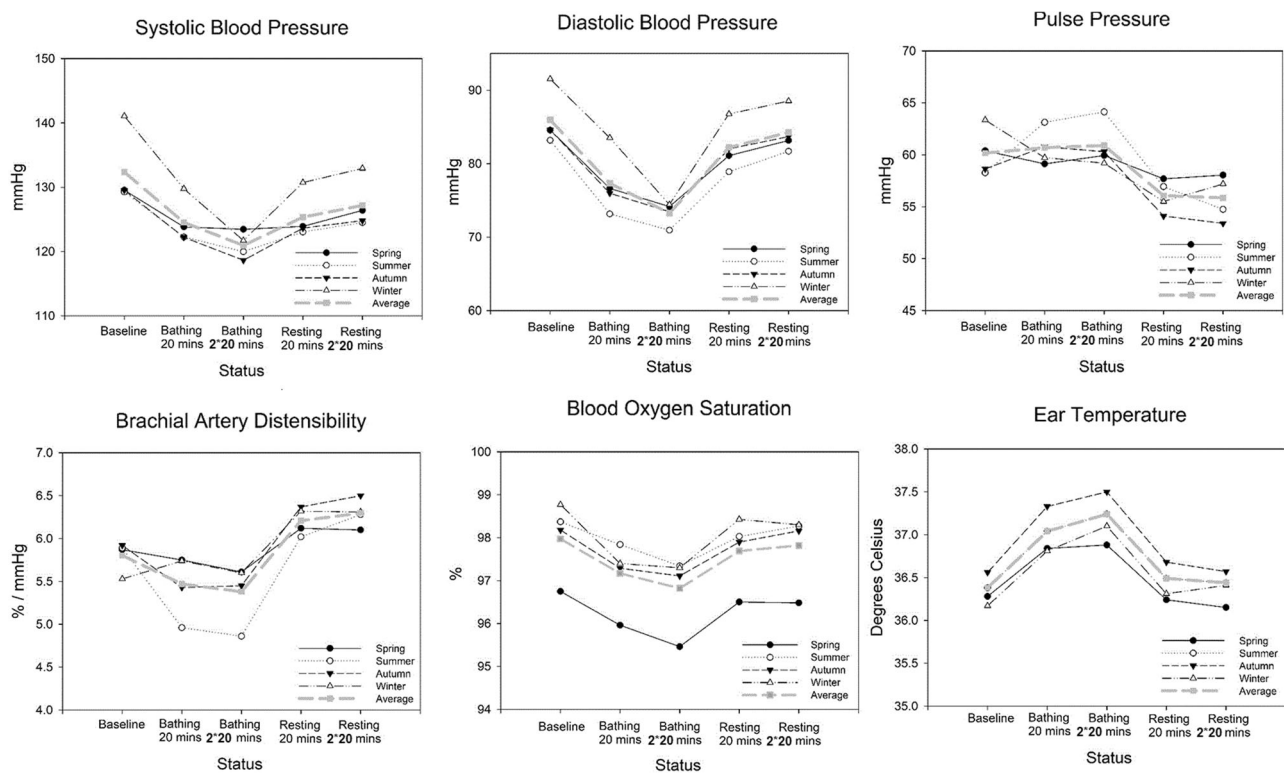 Systolic Blood Pressure
150
140
130
120
110
mmHg
Baseline
Bathing
20 mins
Bathing
2*20 mins
Resting
20 mins
Resting
2*20 mins
Status
Spring
Summer
Autumn
Winter
Average
Diastolic Blood Pressure
90
80
70
60
mmHg
Baseline
Bathing
20 mins
Bathing
2*20 mins
Resting
20 mins
Resting
2*20 mins
Status
Spring
Summer
Autumn
Winter
Average
Pulse Pressure
70
65
60
55
50
45
mmHg
Baseline
Bathing
20 mins
Bathing
2*20 mins
Resting
20 mins
Resting
2*20 mins
Status
Spring
Summer
Autumn
Winter
Average
Brachial Artery Distensibility
7.0
6.5
6.0
5.5
5.0
4.5
4.0
% / mmHg
Baseline
Bathing
20 mins
Bathing
2*20 mins
Resting
20 mins
Resting
2*20 mins
Status
Spring
Summer
Autumn
Winter
Average
Blood Oxygen Saturation
100
99
98
97
96
95
94
%
Baseline
Bathing
20 mins
Bathing
2*20 mins
Resting
20 mins
Resting
2*20 mins
Status
Spring
Summer
Autumn
Winter
Average
Ear Temperature
38.0
37.5
37.0
36.5
36.0
35.5
35.0
Degrees Celsius
Baseline
Bathing
20 mins
Bathing
2*20 mins
Resting
20 mins
Resting
2*20 mins
Status
Spring
Summer
Autumn
Winter
Average